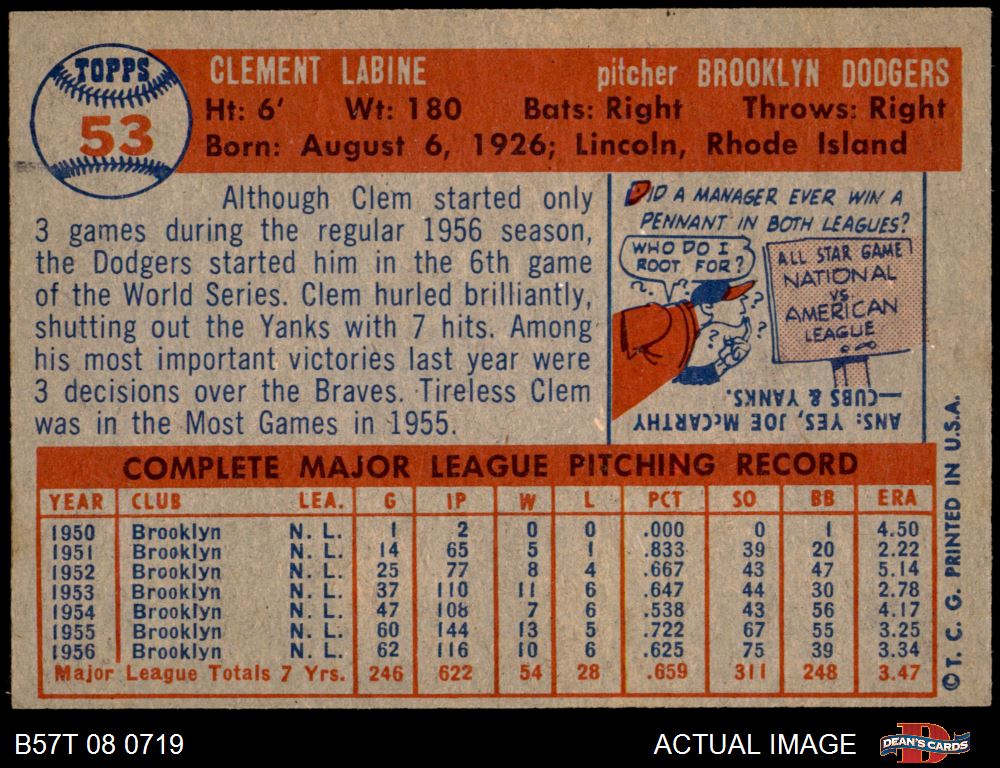 TOPPS
53
CLEMENT LABINE pitcher BROOKLYN DODGERS
Ht: 6' Wt: 180 Bats: Right Throws: Right
Born: August 6, 1926; Lincoln, Rhode Island
Although Clem started only
3 games during the regular 1956 season,
the Dodgers started him in the 6th game
of the World Series. Clem hurled brilliantly,
shutting out the Yanks with 7 hits. Among
his most important victories last year were
3 decisions over the Braves. Tireless Clem
was in the Most Games in 1955.
DID A MANAGER EVER WIN A
PENNANT IN BOTH LEAGUES?
WHO DO I
ROOT FOR?
ALL STAR GAME
NATIONAL
VS.
AMERICAN
LEAGUE
ANS: YES, JOE McCARTHY
—CUBS & YANKS.
COMPLETE MAJOR LEAGUE PITCHING RECORD
YEAR CLUB LEA. G IP W L PCT SO BB ERA
1950 Brooklyn N. L. 1 2 0 0 .000 0 1 4.50
1951 Brooklyn N. L. 14 65 5 1 .833 39 20 2.22
1952 Brooklyn N. L. 25 77 8 4 .667 43 47 5.14
1953 Brooklyn N. L. 37 110 11 6 .647 44 30 2.78
1954 Brooklyn N. L. 47 108 7 6 .538 43 56 4.17
1955 Brooklyn N. L. 60 144 13 5 .722 67 55 3.25
1956 Brooklyn N. L. 62 116 10 6 .625 75 39 3.34
Major League Totals 7 Yrs. 246 622 54 28 .659 311 248 3.47
© T. C. G. PRINTED IN U.S.A.
B57T 08 0719 ACTUAL IMAGE
DEAN'S CARDS